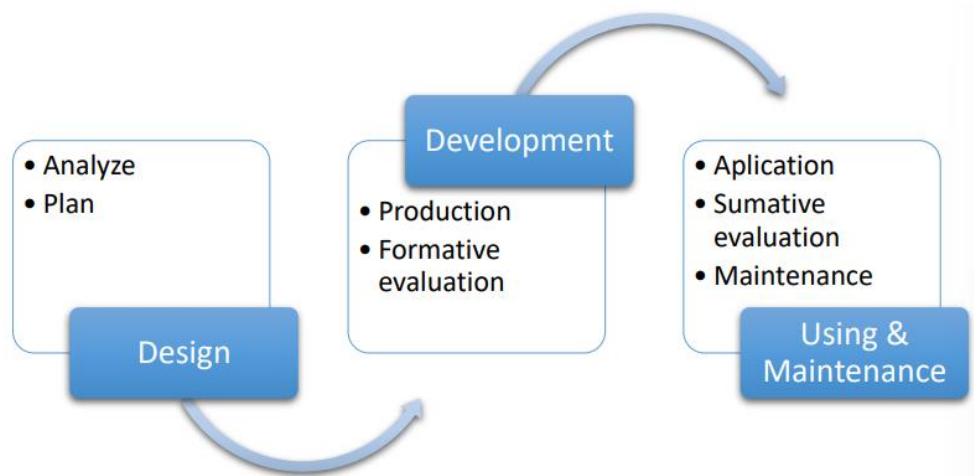 • Analyze
• Plan
Design
Development
• Production
• Formative
evaluation
• Aplication
• Sumative
evaluation
• Maintenance
Using &
Maintenance